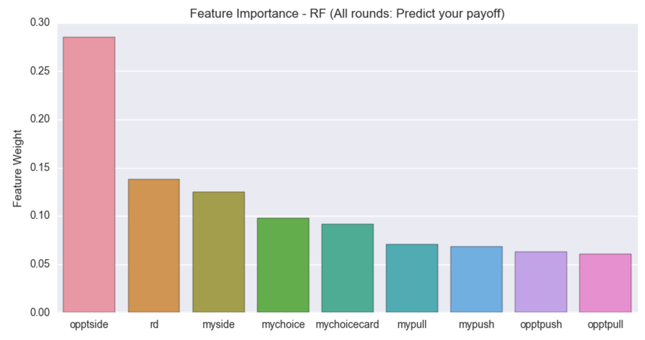 Feature Importance - RF (All rounds: Predict your payoff)
Feature Weight
0.30
0.25
0.20
0.15
0.10
0.05
0.00
opptside rd myside mychoice mychoicecard mypull mypush opptpush opptpull